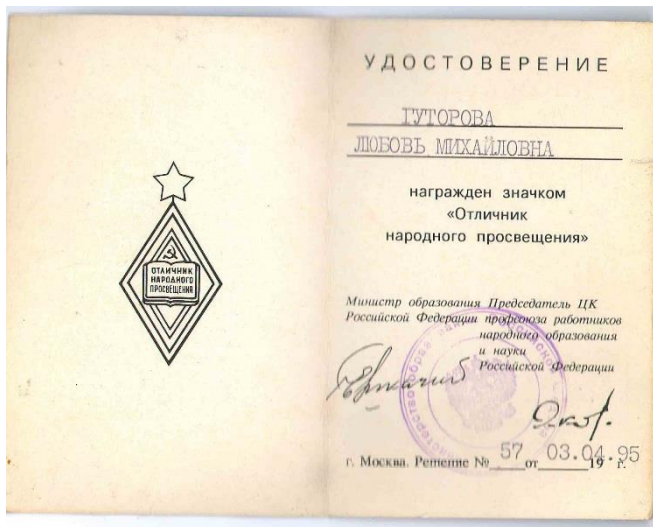 ОТЛИЧНИК
НАРОДНОГО
ПРОСВЕЩЕНИЯ
УДОСТОВЕРЕНИЕ
ГУТОРОВА
ЛЮБОВЬ МИХАЙЛОВНА
награжден значком
«Отличник
народного просвещения»
Министр образования Председатель ЦК
Российской Федерации профсоюза работников
народного образования
и науки
Российской Федерации
г. Москва. Решение № 57 от 03.04.95
19 г.